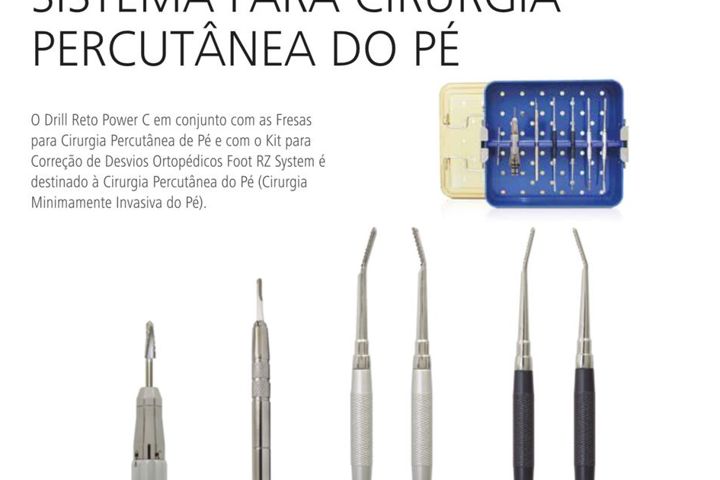 SISTEMA PARA CIRURGIA
PERCUTÂNEA DO PÉ
O Drill Reto Power C em conjunto com as Fresas
para Cirurgia Percutânea de Pé e com o Kit para
Correção de Desvios Ortopédicos Foot RZ System é
destinado à Cirurgia Percutânea do Pé (Cirurgia
Minimamente Invasiva do Pé).